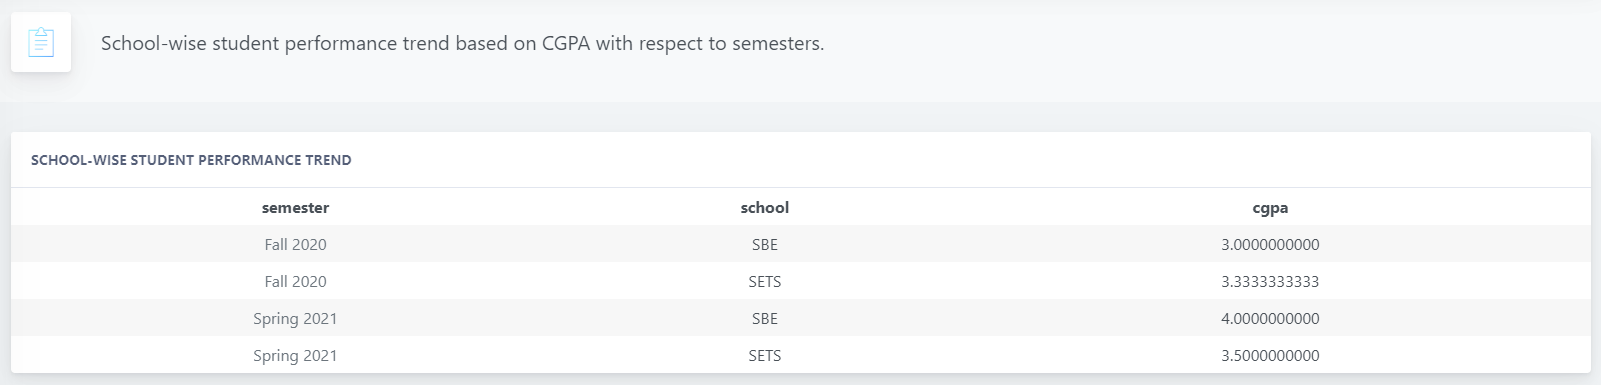 School-wise student performance trend based on CGPA with respect to semesters.
SCHOOL-WISE STUDENT PERFORMANCE TREND
semester school cgpa
Fall 2020 SBE 3.0000000000
Fall 2020 SETS 3.3333333333
Spring 2021 SBE 4.0000000000
Spring 2021 SETS 3.5000000000